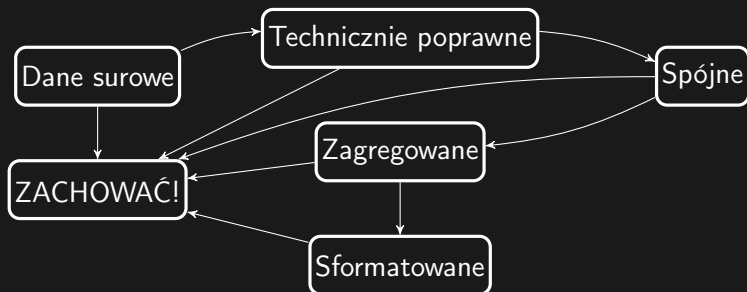 Technicznie poprawne
Dane surowe
Spójne
Zagregowane
ZACHOWAĆ!
Sformatowane